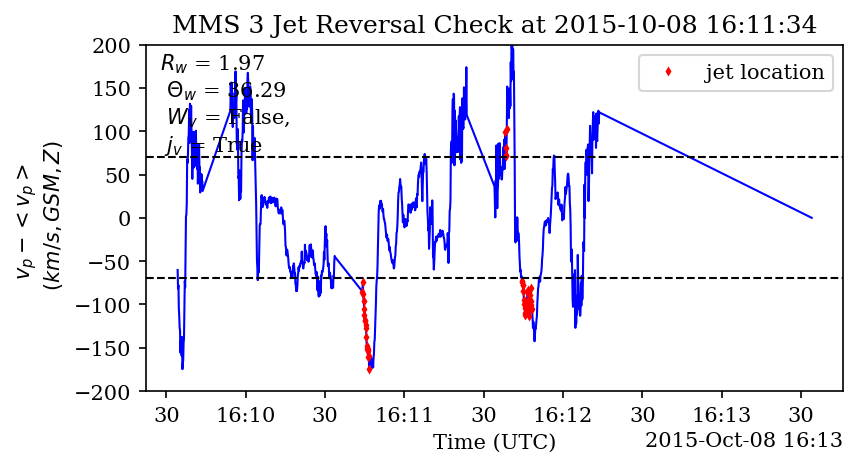 MMS 3 Jet Reversal Check at 2015-10-08 16:11:34
R_w = 1.97
Θ_w = 36.29
W_v = False,
j_v = True
jet location
200
150
100
50
0
−50
−100
−150
−200
v_p − < v_p >
(km/s, GSM, Z)
30 16:10 30 16:11 30 16:12 30 16:13 30
Time (UTC)
2015-Oct-08 16:13